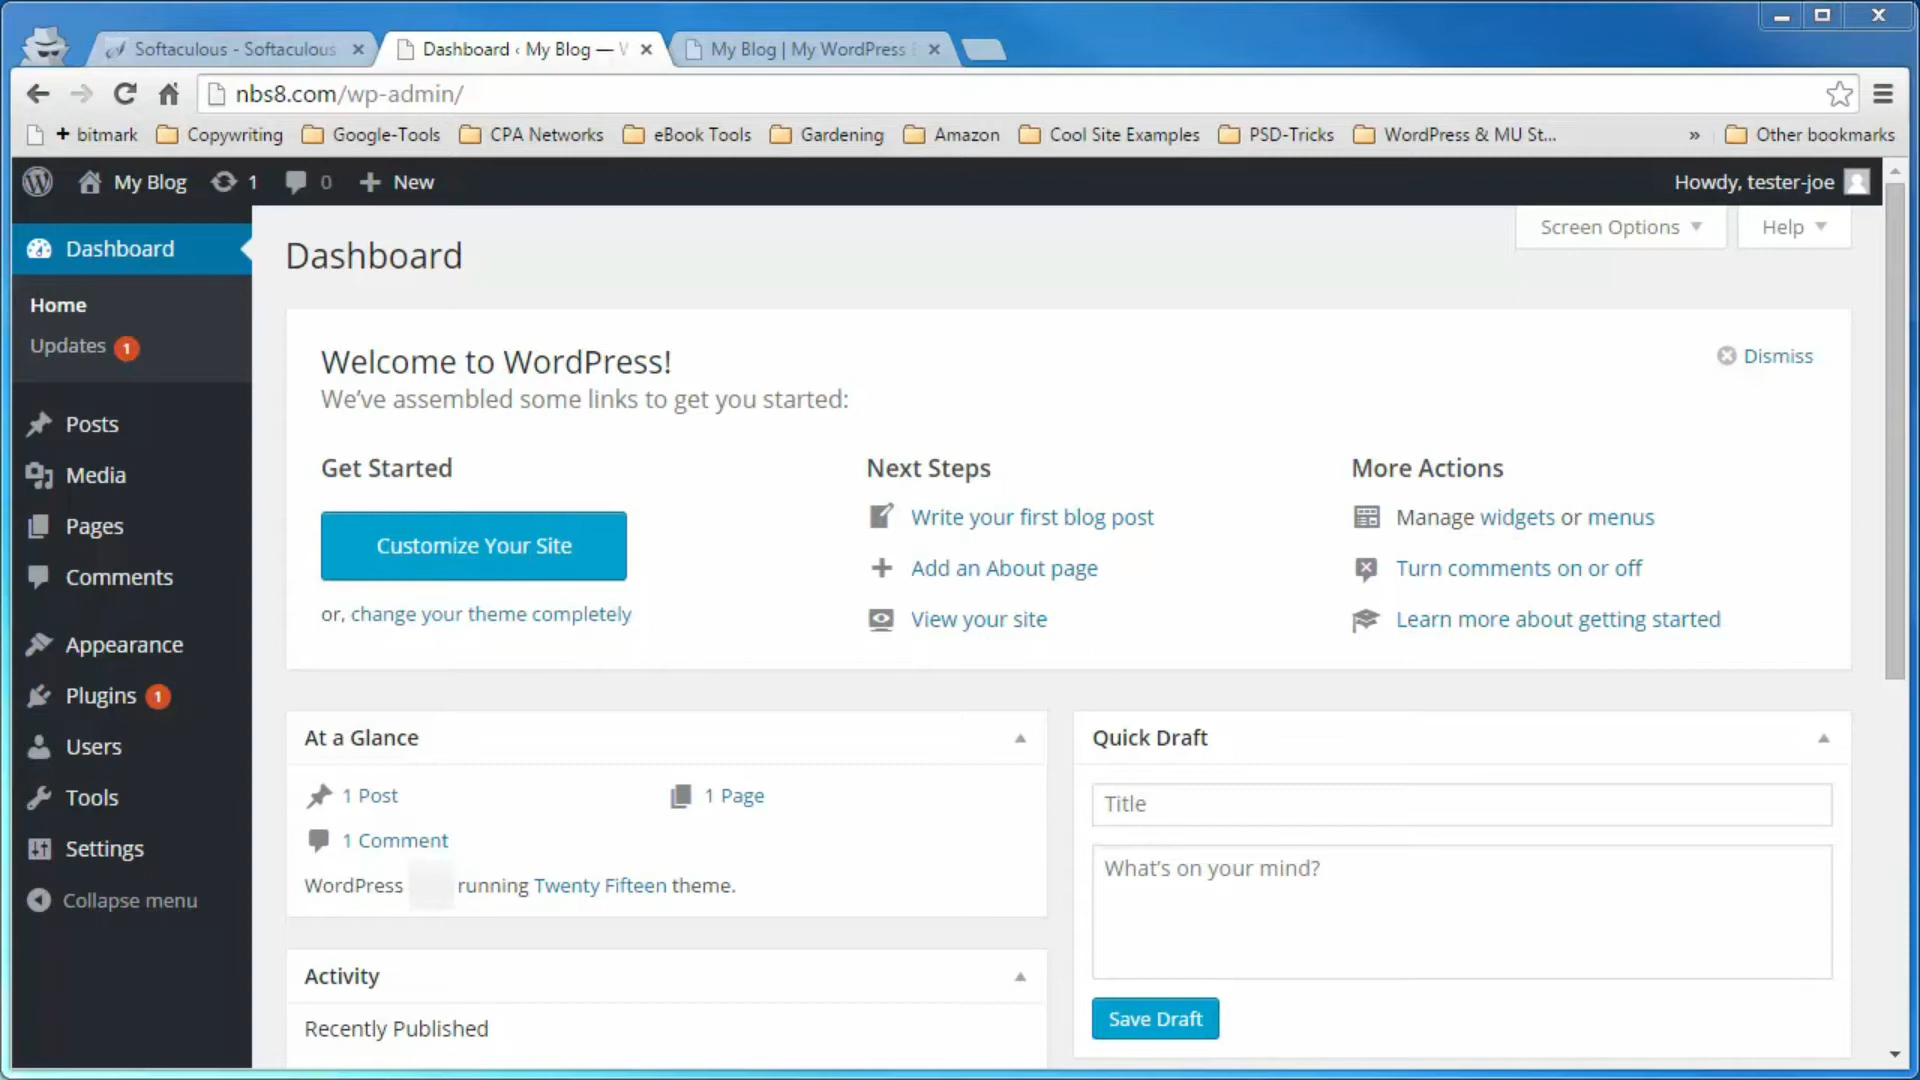 Softaculous - Softaculous
Dashboard ‹ My Blog — W
My Blog | My WordPress
nbs8.com/wp-admin/
+ bitmark
Copywriting
Google-Tools
CPA Networks
eBook Tools
Gardening
Amazon
Cool Site Examples
PSD-Tricks
WordPress & MU St...
»
Other bookmarks
My Blog
1
0
+ New
Howdy, tester-joe
Screen Options
Help
Dashboard
Home
Updates 1
Posts
Media
Pages
Comments
Appearance
Plugins 1
Users
Tools
Settings
Collapse menu
Dashboard
Welcome to WordPress!
We've assembled some links to get you started:
Dismiss
Get Started
Customize Your Site
or, change your theme completely
Next Steps
Write your first blog post
Add an About page
View your site
More Actions
Manage widgets or menus
Turn comments on or off
Learn more about getting started
At a Glance
1 Post
1 Page
1 Comment
WordPress running Twenty Fifteen theme.
Activity
Recently Published
Quick Draft
Title
What's on your mind?
Save Draft